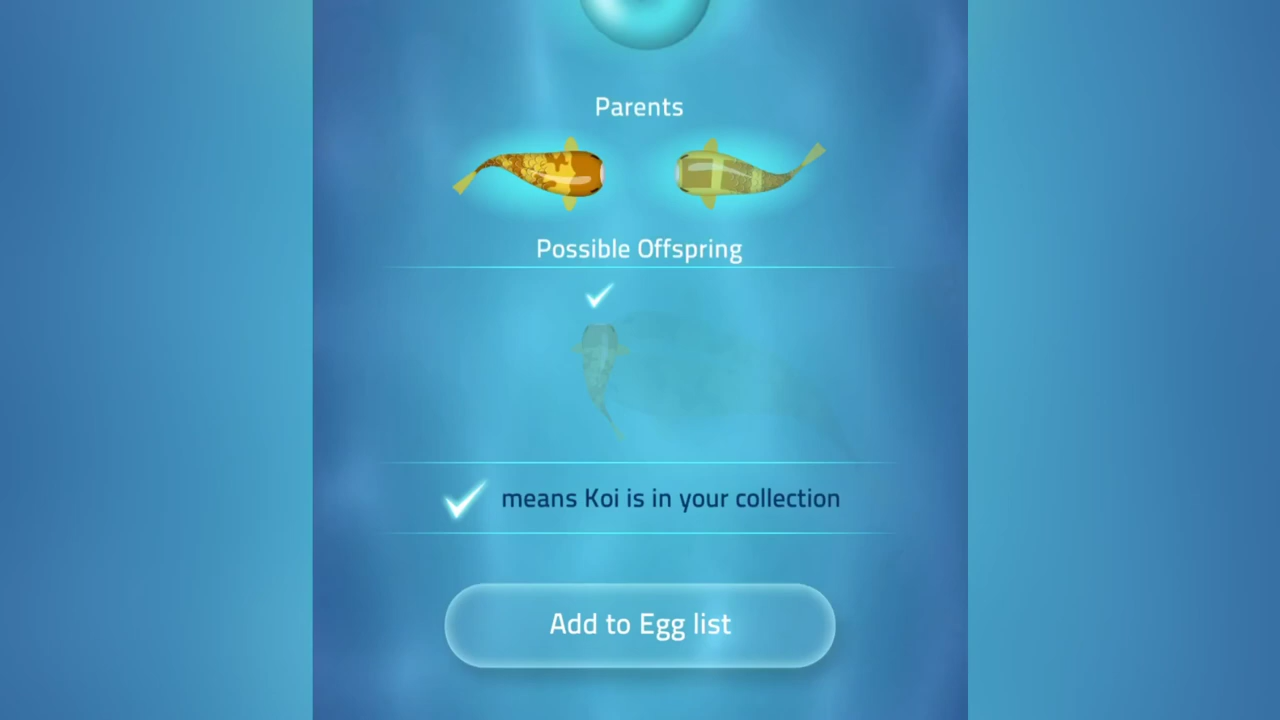 Parents
Possible Offspring
means Koi is in your collection
Add to Egg list